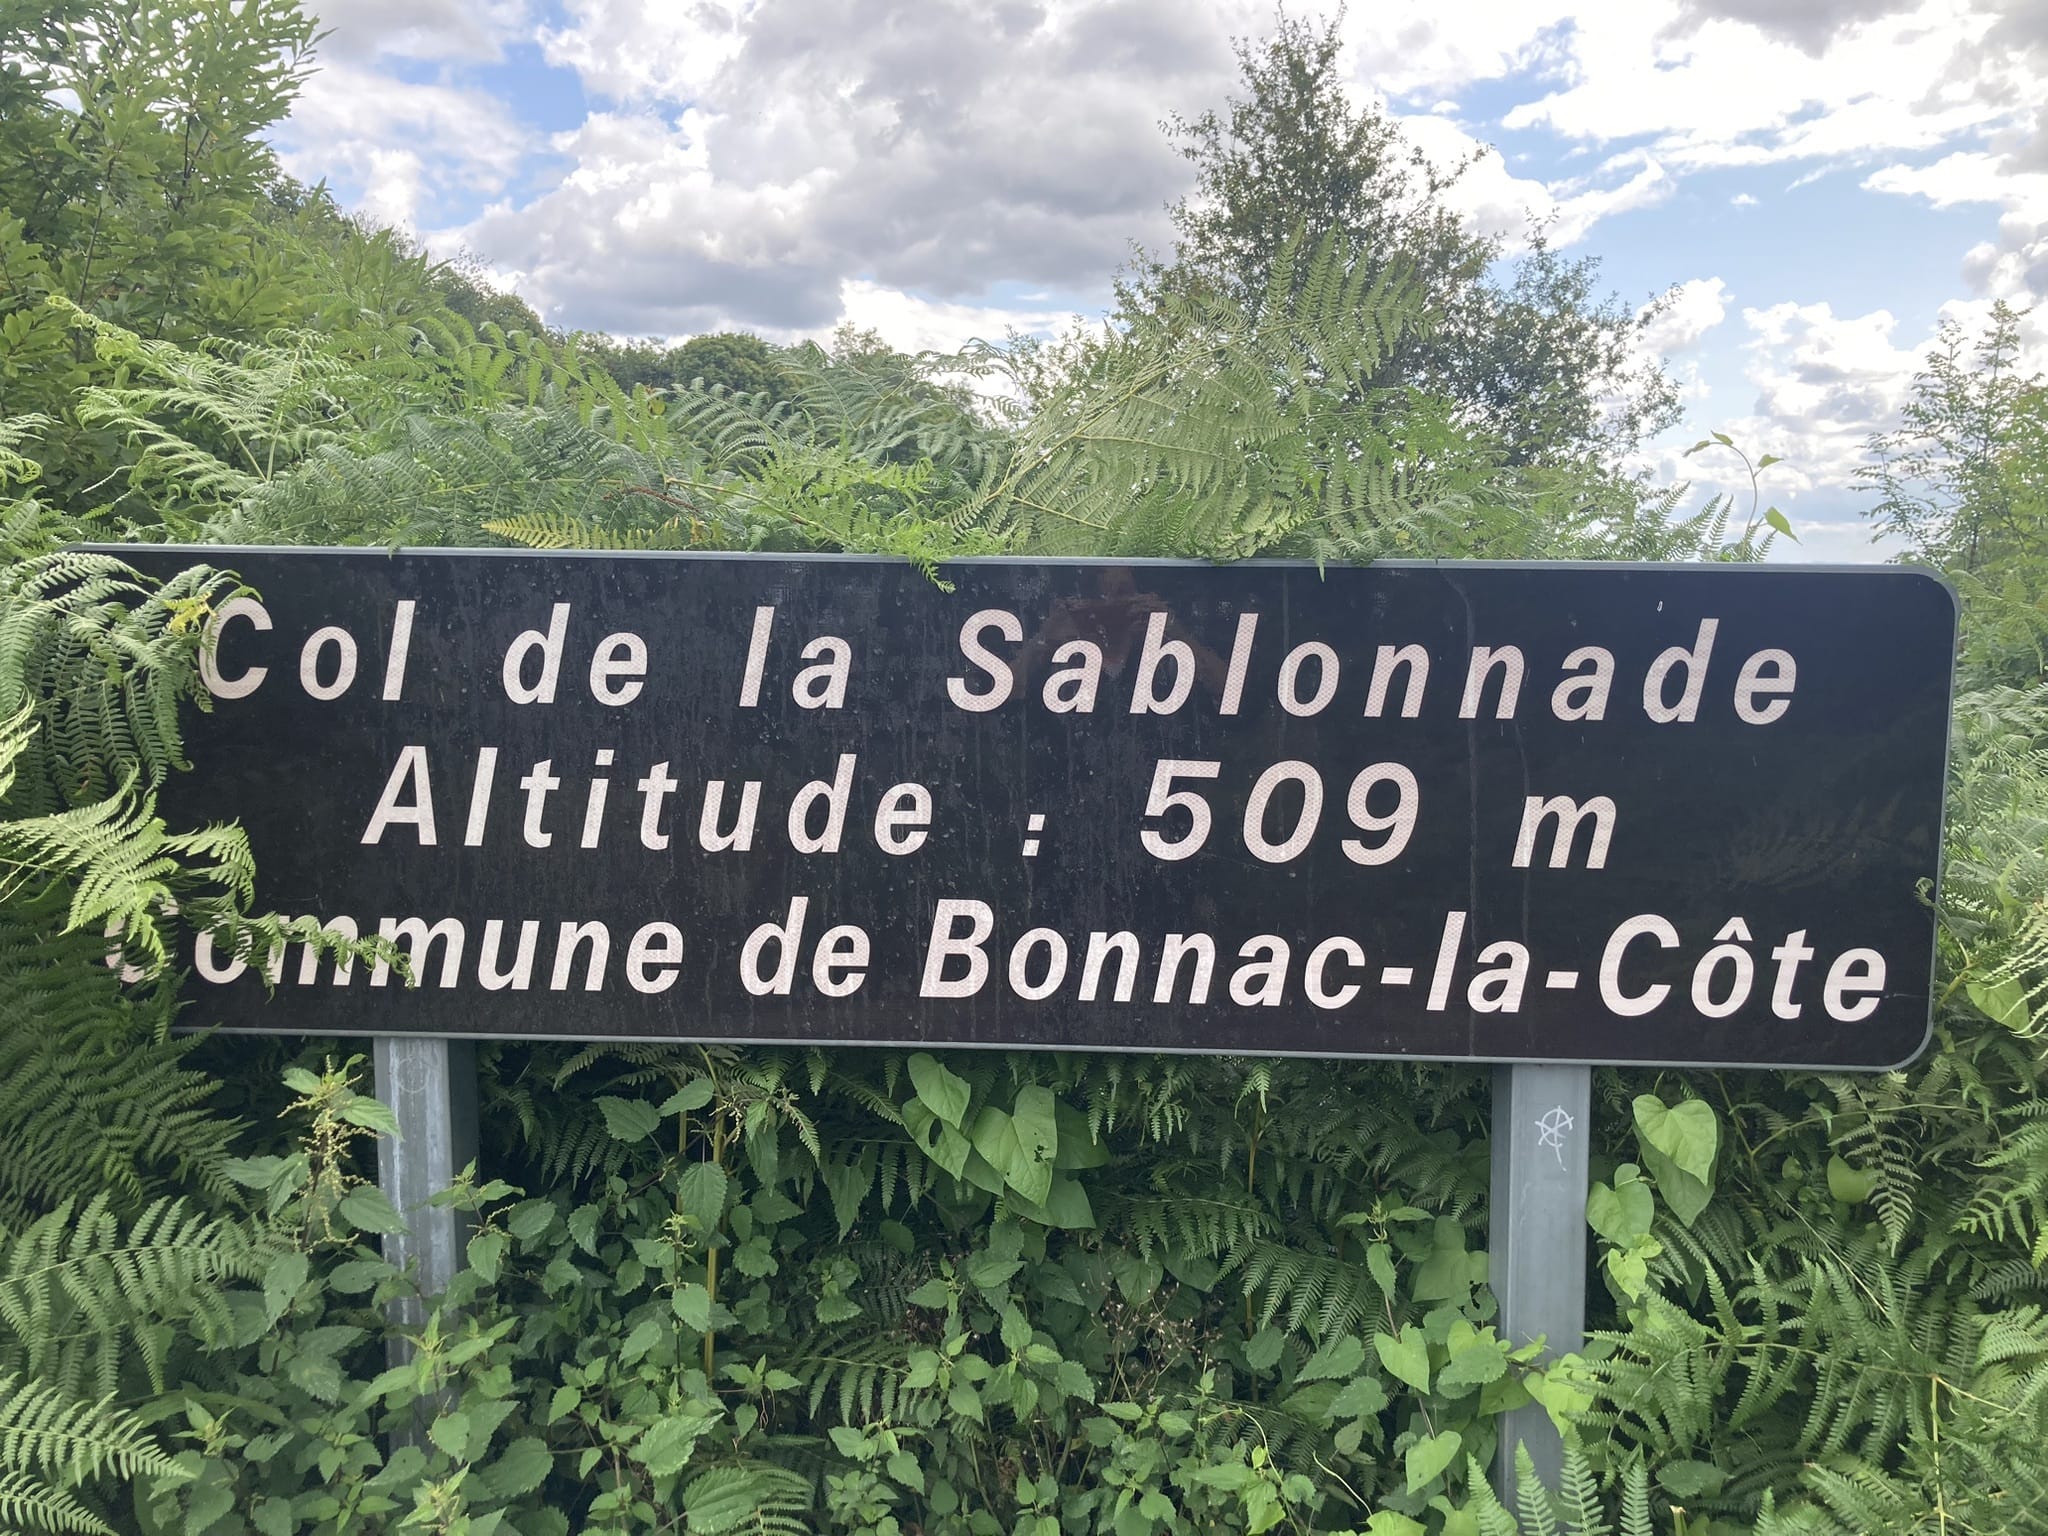 Col de la Sablonnade
Altitude : 509 m
Commune de Bonnac-la-Côte